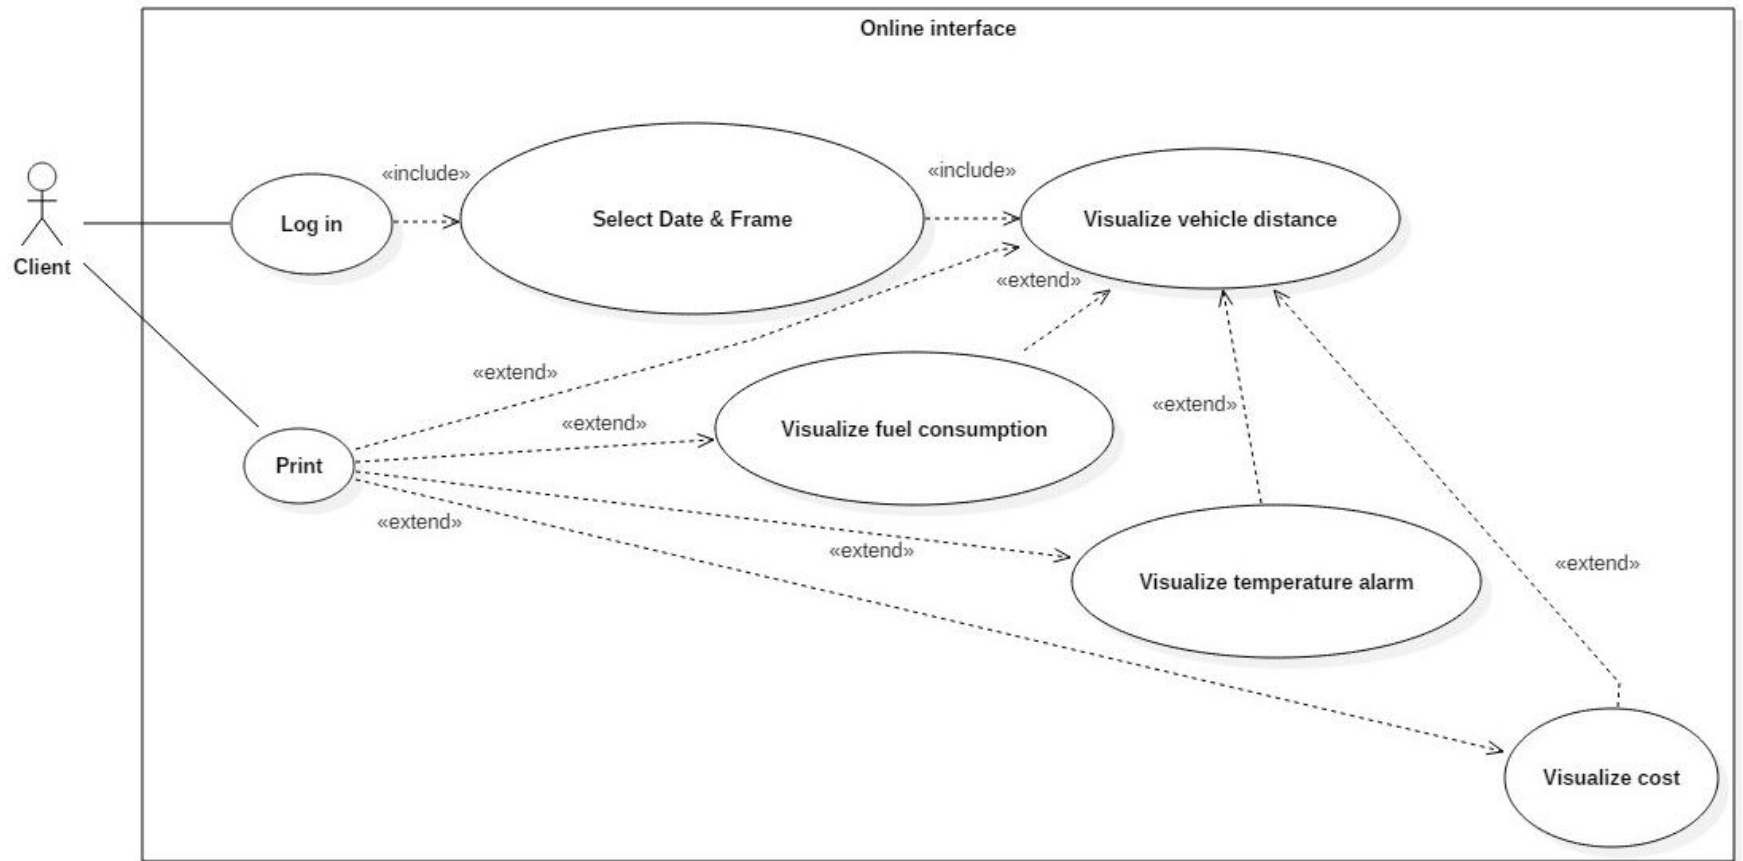 Online interface
«include»
«include»
Log in
Select Date & Frame
Visualize vehicle distance
Client
«extend»
«extend»
«extend»
«extend»
Visualize fuel consumption
Print
«extend»
«extend»
«extend»
Visualize temperature alarm
Visualize cost